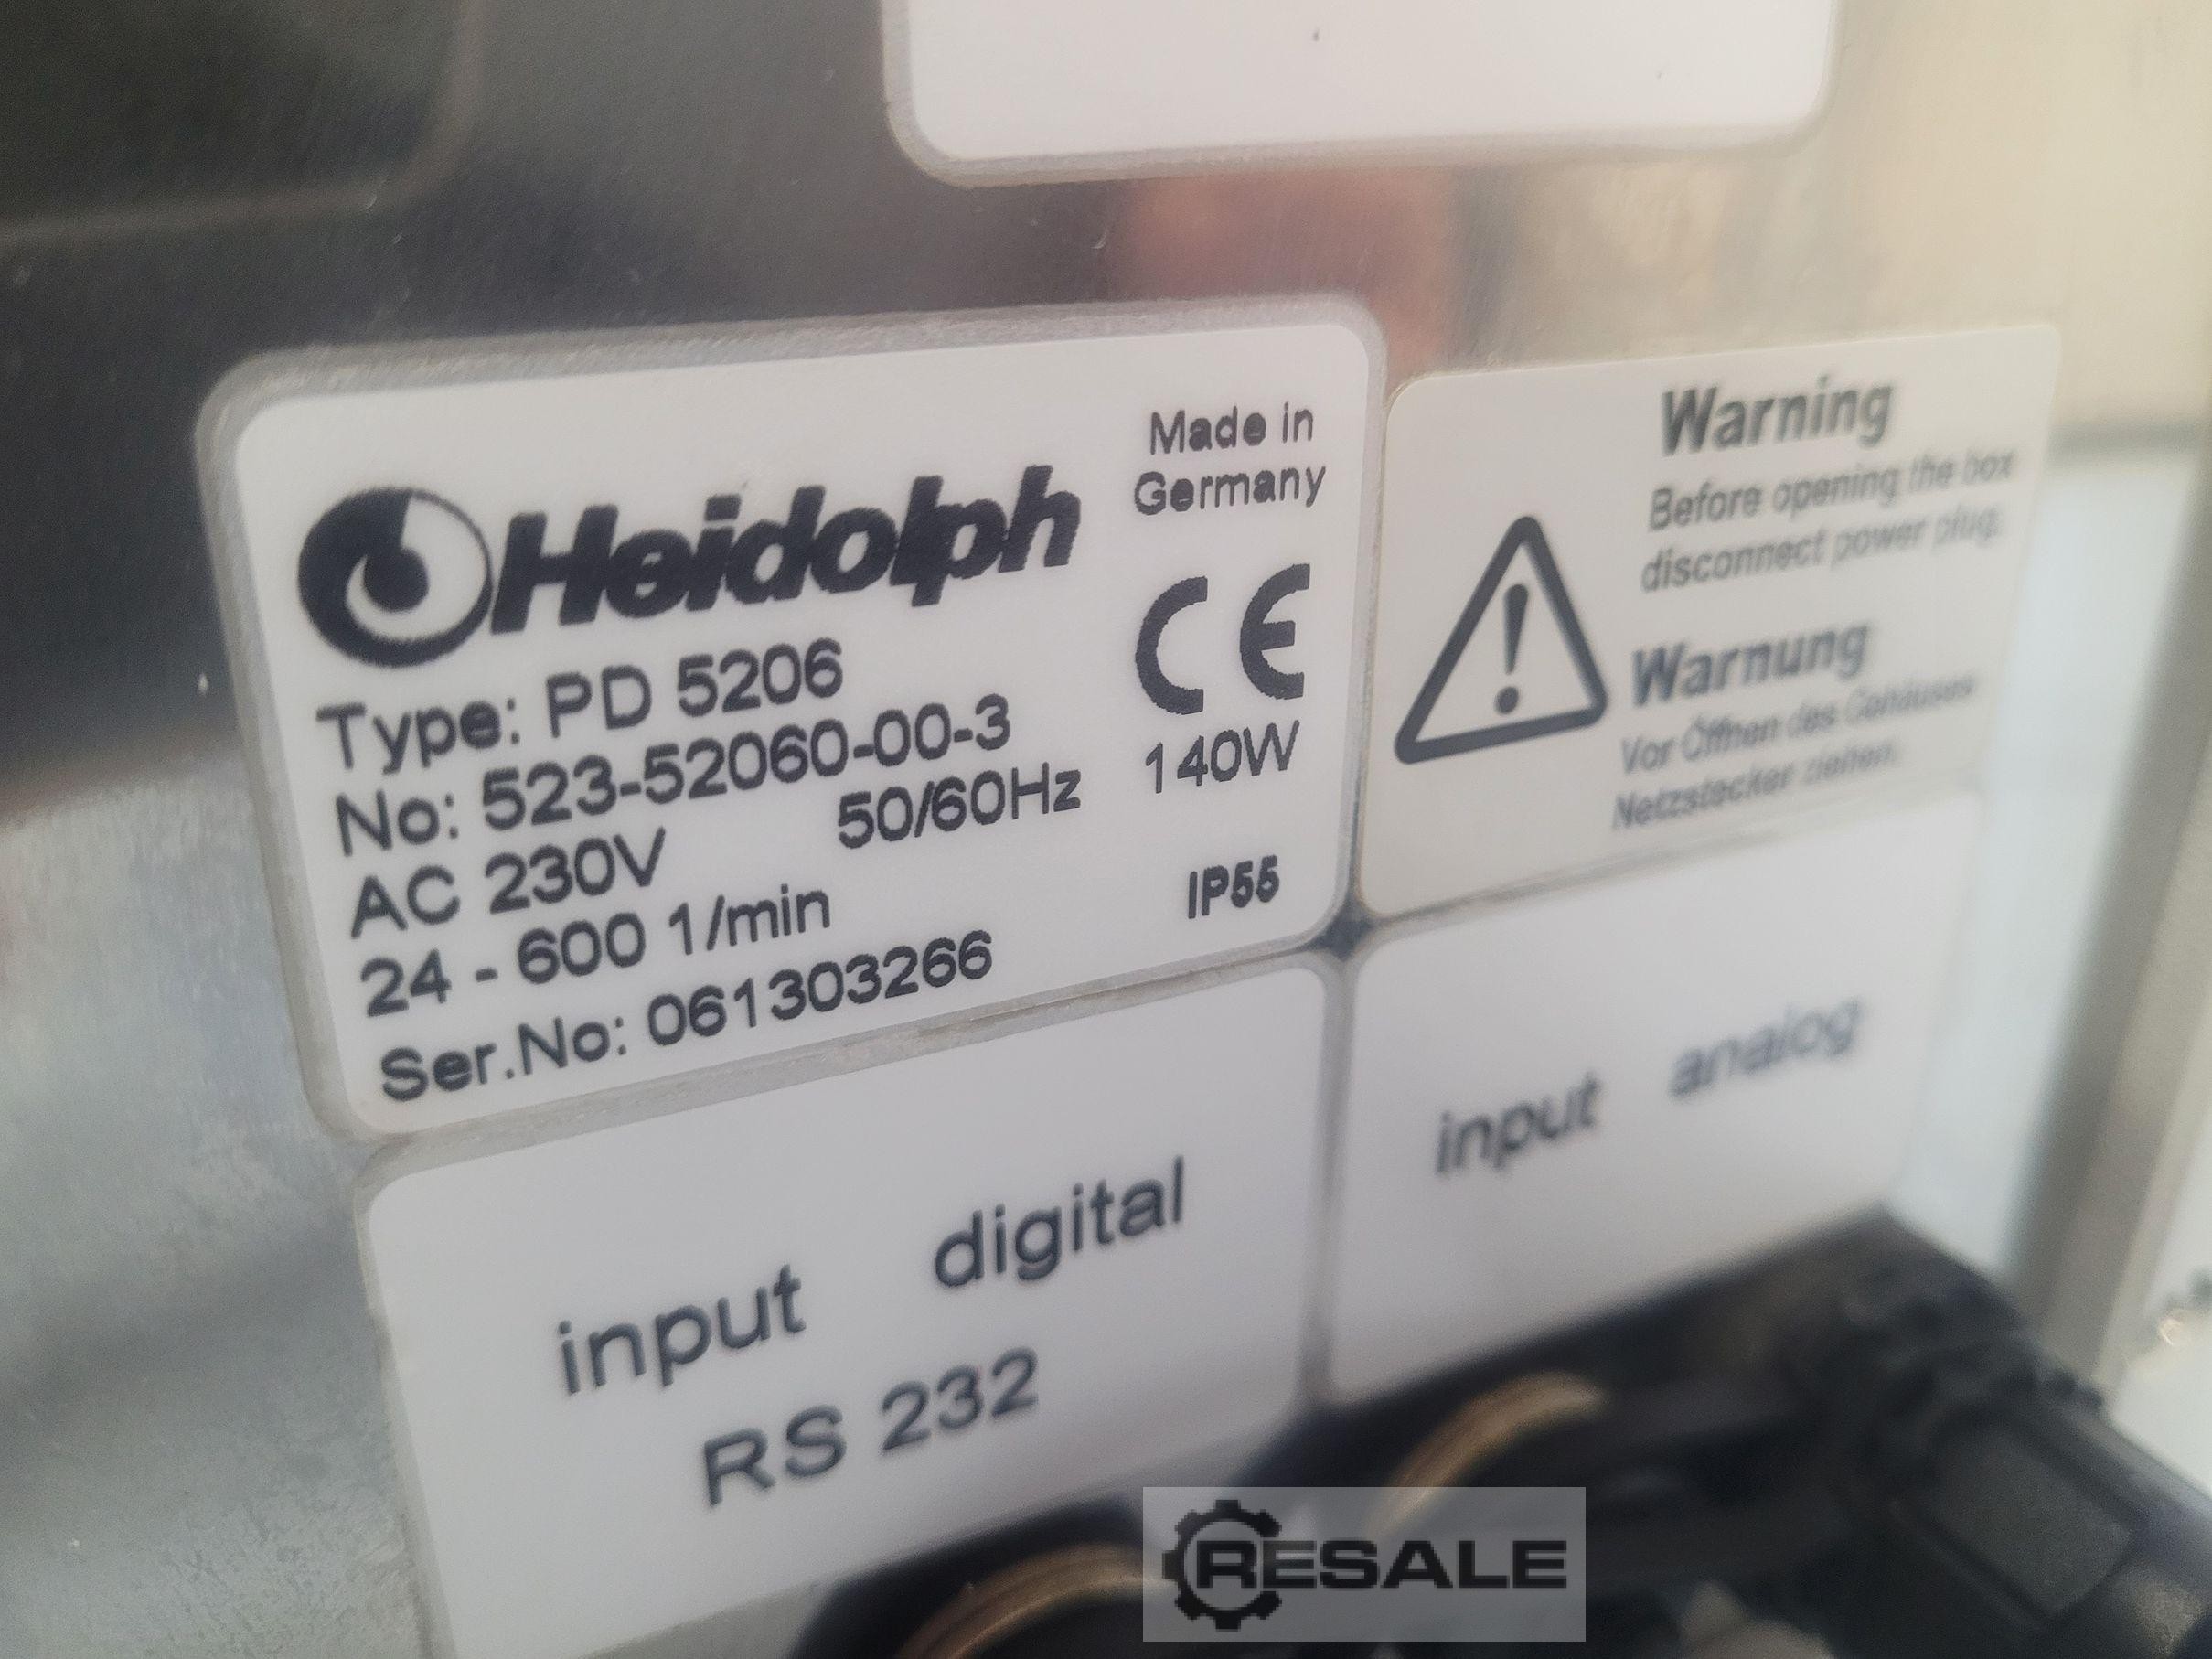 Heidolph
Made in
Germany
CE
Type: PD 5206
No: 523-52060-00-3
AC 230V 50/60Hz 140W
24 - 600 1/min IP55
Ser.No: 061303266
Warning
Before opening the box
disconnect power plug.
Warnung
Vor Öffnen des Gehäuses
Netzstecker ziehen.
input digital
RS 232
input analog
RESALE